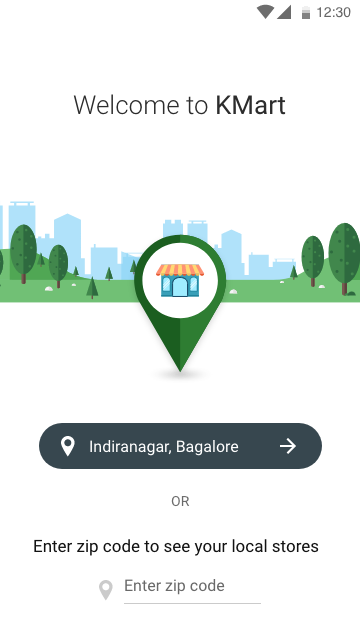 12:30
Welcome to KMart
Indiranagar, Bagalore
OR
Enter zip code to see your local stores
Enter zip code